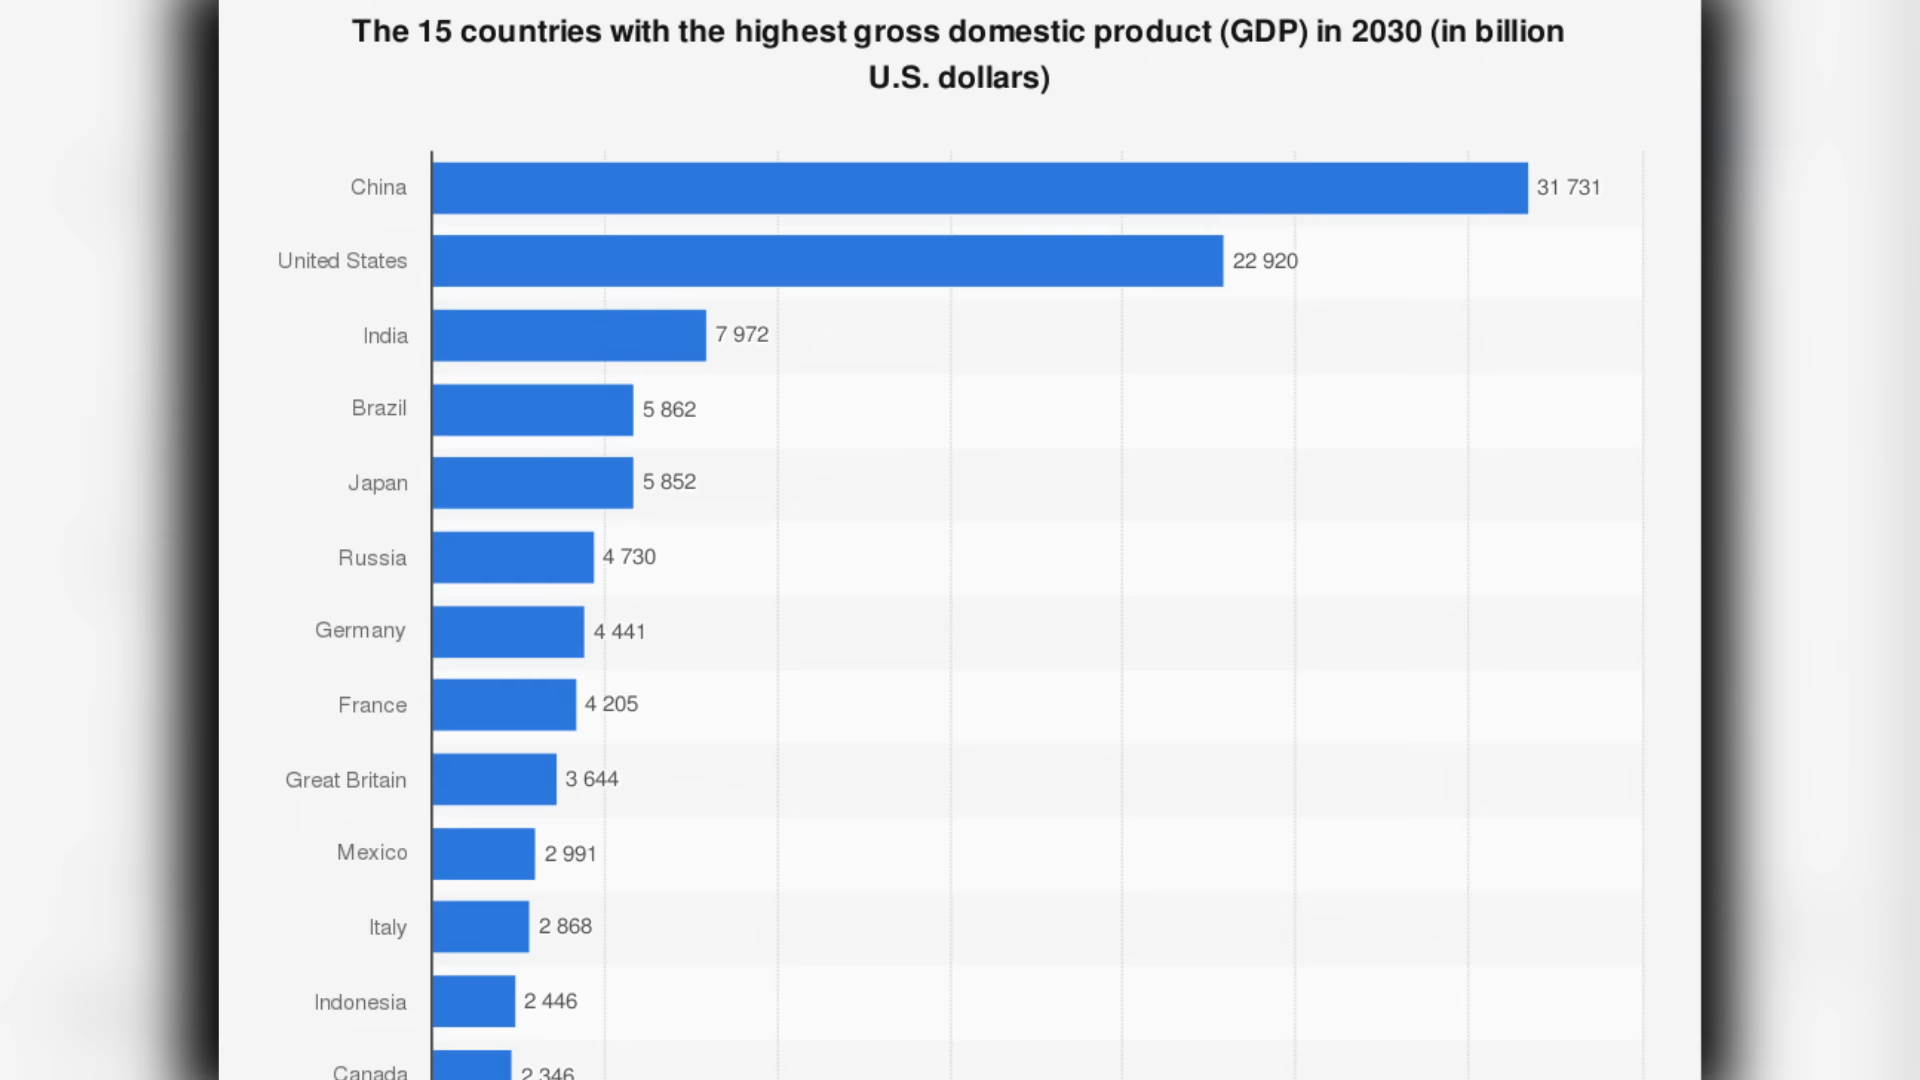 The 15 countries with the highest gross domestic product (GDP) in 2030 (in billion
U.S. dollars)
China 31 731
United States 22 920
India 7 972
Brazil 5 862
Japan 5 852
Russia 4 730
Germany 4 441
France 4 205
Great Britain 3 644
Mexico 2 991
Italy 2 868
Indonesia 2 446
Canada 2 346